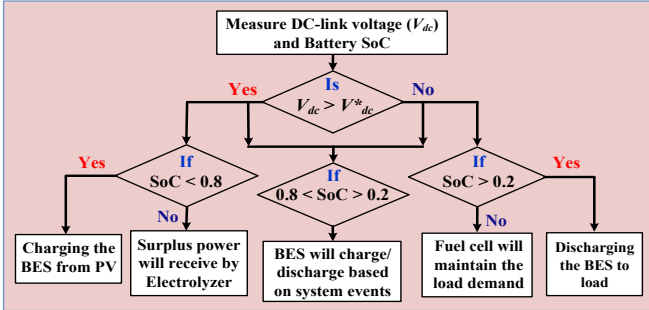 Measure DC-link voltage (V_dc)
and Battery SoC
Yes
Is
V_dc > V*_dc
No
Yes
If
SoC < 0.8
No
If
0.8 < SoC > 0.2
If
SoC > 0.2
No
Yes
Charging the
BES from PV
Surplus power
will receive by
Electrolyzer
BES will charge/
discharge based
on system events
Fuel cell will
maintain the
load demand
Discharging
the BES to
load